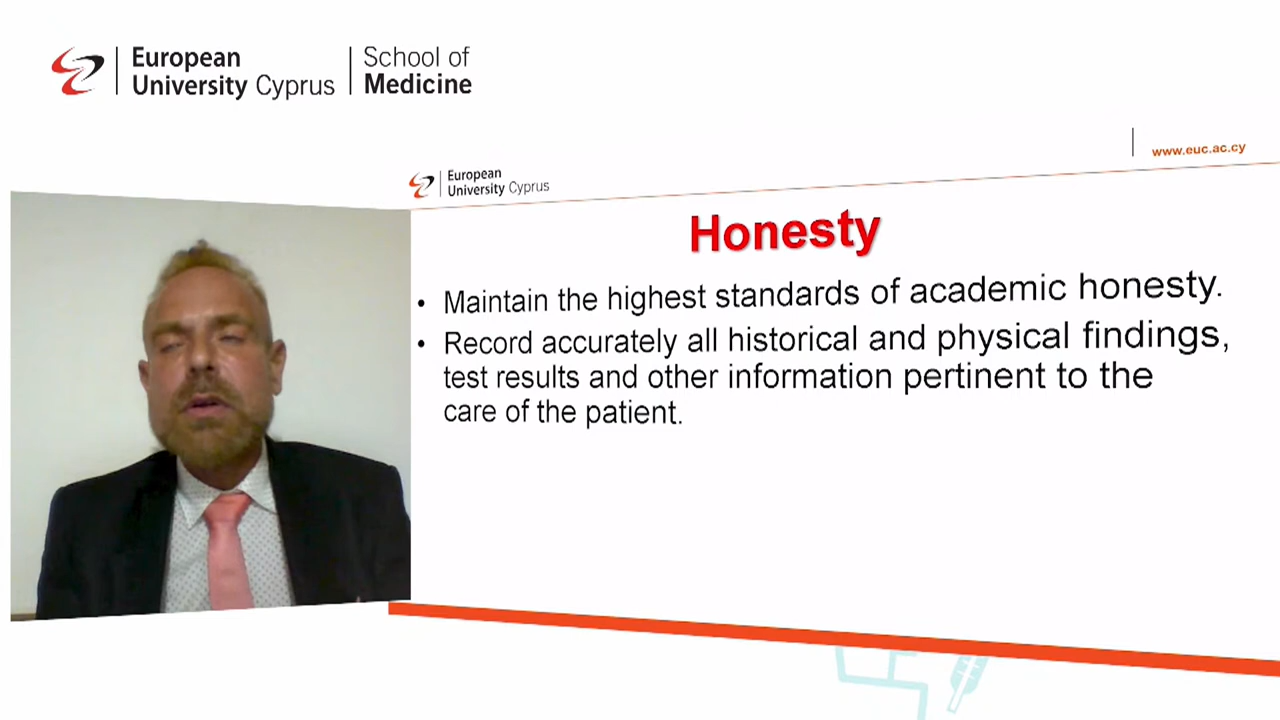 European
University Cyprus
School of
Medicine
www.euc.ac.cy
European
University Cyprus
Honesty
• Maintain the highest standards of academic honesty.
• Record accurately all historical and physical findings,
test results and other information pertinent to the
care of the patient.